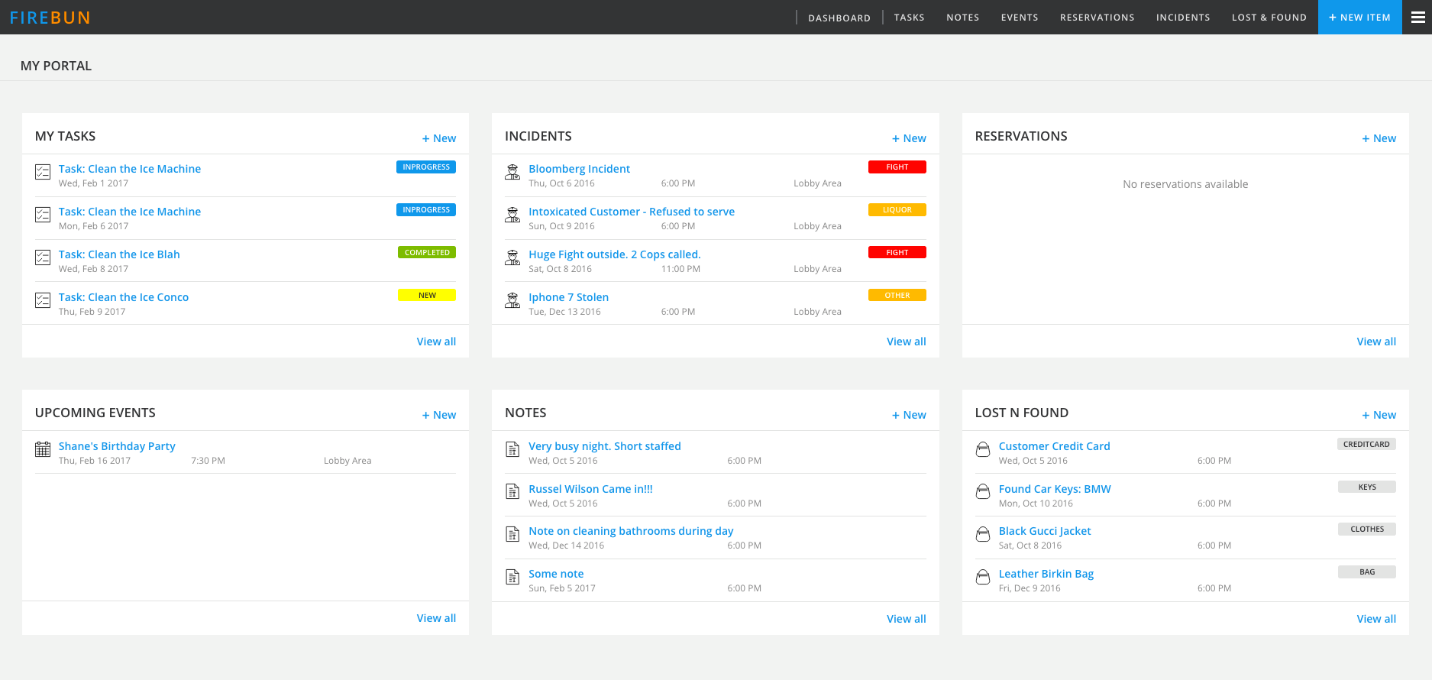 FIREBUN
DASHBOARD TASKS NOTES EVENTS RESERVATIONS INCIDENTS LOST & FOUND + NEW ITEM
MY PORTAL
MY TASKS
+ New
Task: Clean the Ice Machine
INPROGRESS
Wed, Feb 1 2017
Task: Clean the Ice Machine
INPROGRESS
Mon, Feb 6 2017
Task: Clean the Ice Blah
COMPLETED
Wed, Feb 8 2017
Task: Clean the Ice Conco
NEW
Thu, Feb 9 2017
View all
INCIDENTS
+ New
Bloomberg Incident
FIGHT
Thu, Oct 6 2016 6:00 PM Lobby Area
Intoxicated Customer - Refused to serve
LIQUOR
Sun, Oct 9 2016 6:00 PM Lobby Area
Huge Fight outside. 2 Cops called.
FIGHT
Sat, Oct 8 2016 11:00 PM Lobby Area
Iphone 7 Stolen
OTHER
Tue, Dec 13 2016 6:00 PM Lobby Area
View all
RESERVATIONS
+ New
No reservations available
View all
UPCOMING EVENTS
+ New
Shane's Birthday Party
Thu, Feb 16 2017 7:30 PM Lobby Area
View all
NOTES
+ New
Very busy night. Short staffed
Wed, Oct 5 2016 6:00 PM
Russel Wilson Came in!!!
Wed, Oct 5 2016 6:00 PM
Note on cleaning bathrooms during day
Wed, Dec 14 2016 6:00 PM
Some note
Sun, Feb 5 2017 6:00 PM
View all
LOST N FOUND
+ New
Customer Credit Card
CREDITCARD
Wed, Oct 5 2016 6:00 PM
Found Car Keys: BMW
KEYS
Mon, Oct 10 2016 6:00 PM
Black Gucci Jacket
CLOTHES
Sat, Oct 8 2016 6:00 PM
Leather Birkin Bag
BAG
Fri, Dec 9 2016 6:00 PM
View all